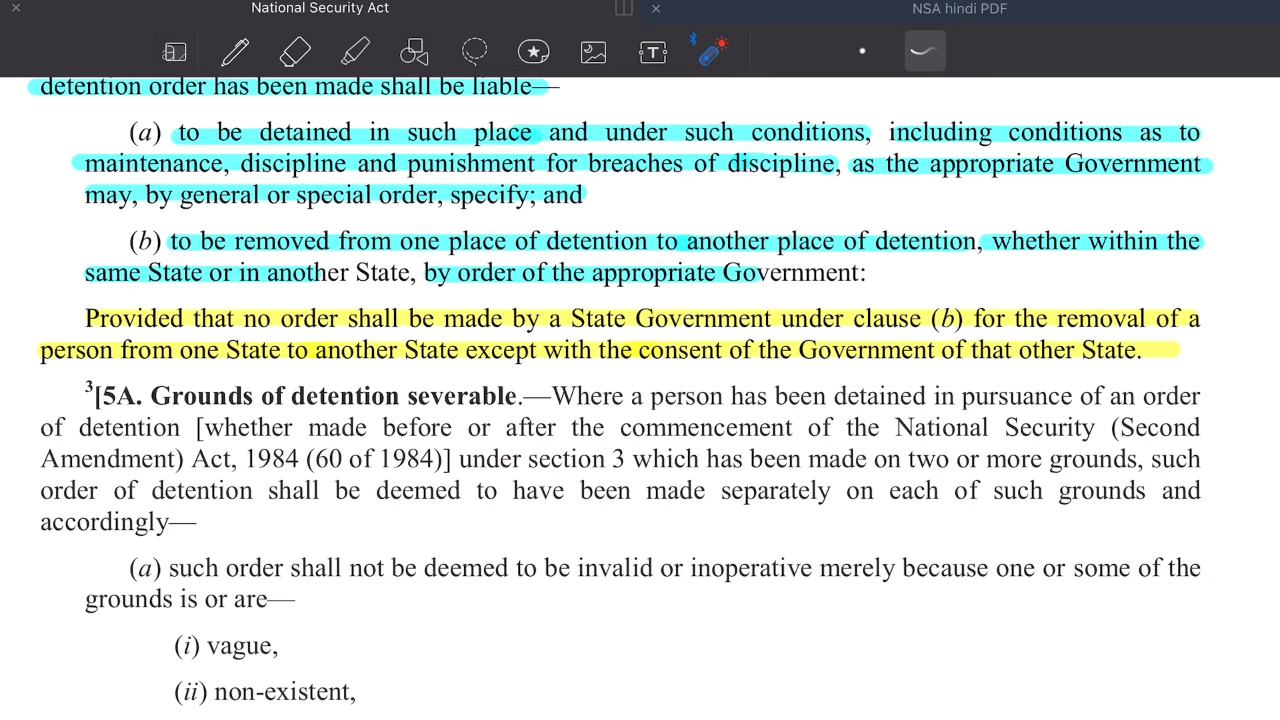 National Security Act
NSA hindi PDF
detention order has been made shall be liable—
(a) to be detained in such place and under such conditions, including conditions as to
maintenance, discipline and punishment for breaches of discipline, as the appropriate Government
may, by general or special order, specify; and
(b) to be removed from one place of detention to another place of detention, whether within the
same State or in another State, by order of the appropriate Government:
Provided that no order shall be made by a State Government under clause (b) for the removal of a
person from one State to another State except with the consent of the Government of that other State.
3[5A. Grounds of detention severable.—Where a person has been detained in pursuance of an order
of detention [whether made before or after the commencement of the National Security (Second
Amendment) Act, 1984 (60 of 1984)] under section 3 which has been made on two or more grounds, such
order of detention shall be deemed to have been made separately on each of such grounds and
accordingly—
(a) such order shall not be deemed to be invalid or inoperative merely because one or some of the
grounds is or are—
(i) vague,
(ii) non-existent,